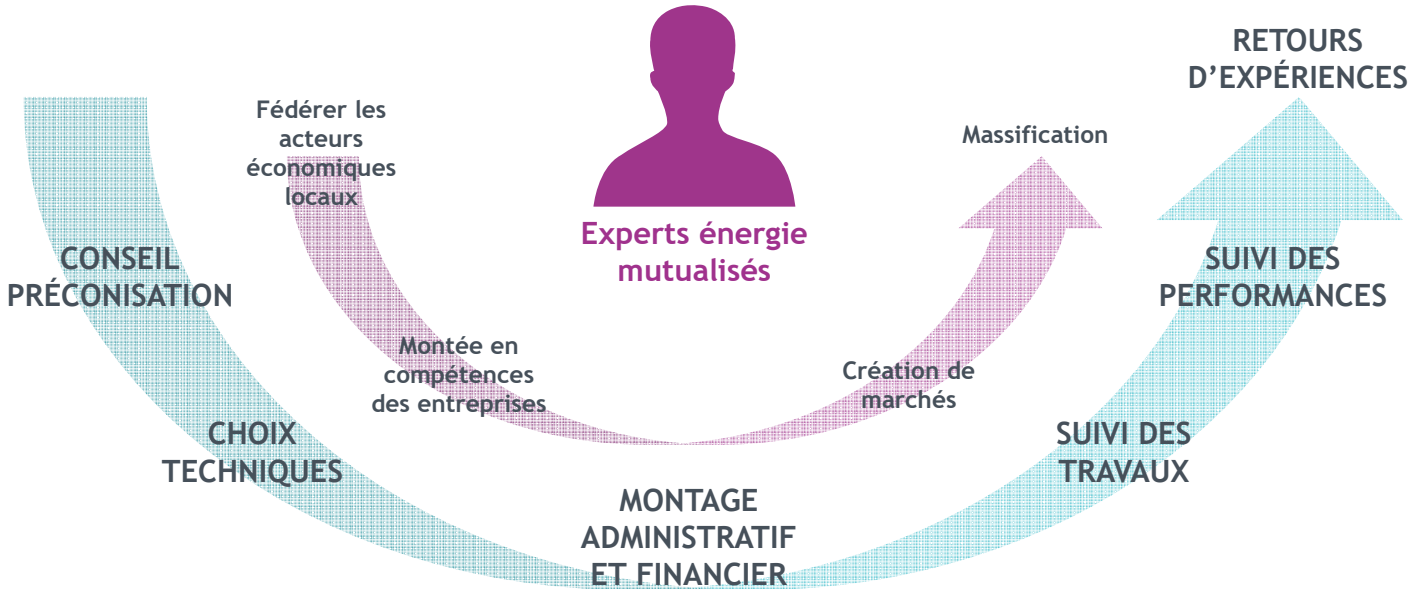 Experts énergie
mutualisés
CONSEIL
PRÉCONISATION
CHOIX
TECHNIQUES
MONTAGE
ADMINISTRATIF
ET FINANCIER
SUIVI DES
TRAVAUX
SUIVI DES
PERFORMANCES
RETOURS
D’EXPÉRIENCES
Fédérer les
acteurs
économiques
locaux
Montée en
compétences
des entreprises
Création de
marchés
Massification